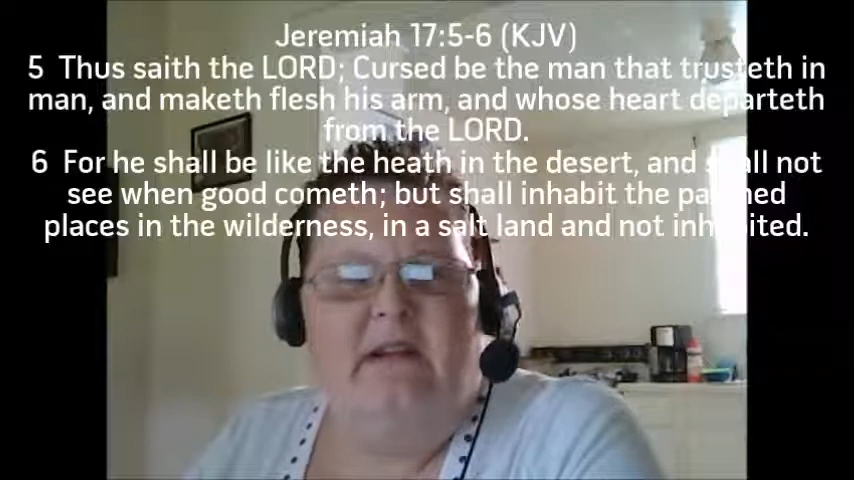 Jeremiah 17:5-6 (KJV)
5 Thus saith the LORD; Cursed be the man that trusteth in
man, and maketh flesh his arm, and whose heart departeth
from the LORD.
6 For he shall be like the heath in the desert, and shall not
see when good cometh; but shall inhabit the parched
places in the wilderness, in a salt land and not inhabited.